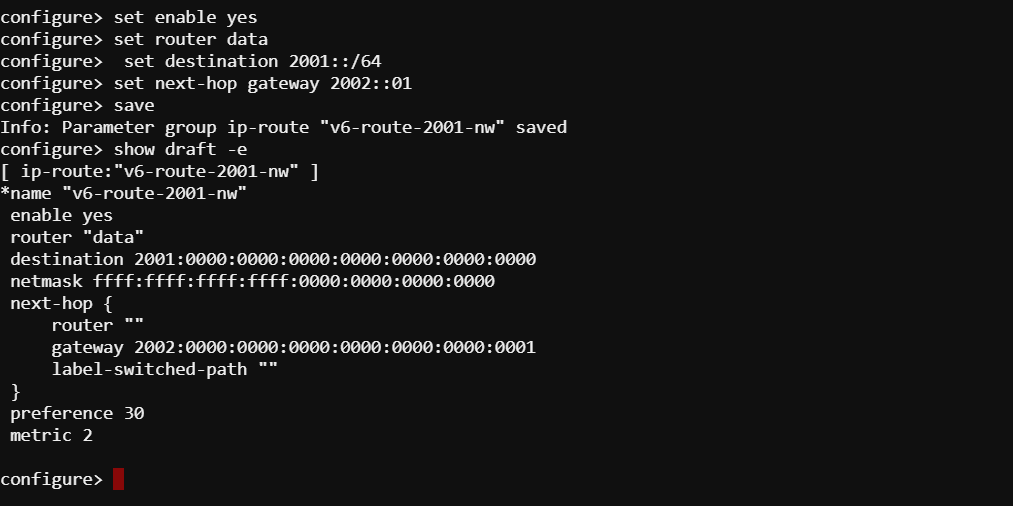 configure> set enable yes
configure> set router data
configure>  set destination 2001::/64
configure> set next-hop gateway 2002::01
configure> save
Info: Parameter group ip-route "v6-route-2001-nw" saved
configure> show draft -e
[ ip-route:"v6-route-2001-nw" ]
*name "v6-route-2001-nw"
 enable yes
 router "data"
 destination 2001:0000:0000:0000:0000:0000:0000:0000
 netmask ffff:ffff:ffff:ffff:0000:0000:0000:0000
 next-hop {
     router ""
     gateway 2002:0000:0000:0000:0000:0000:0000:0001
     label-switched-path ""
 }
 preference 30
 metric 2
configure>